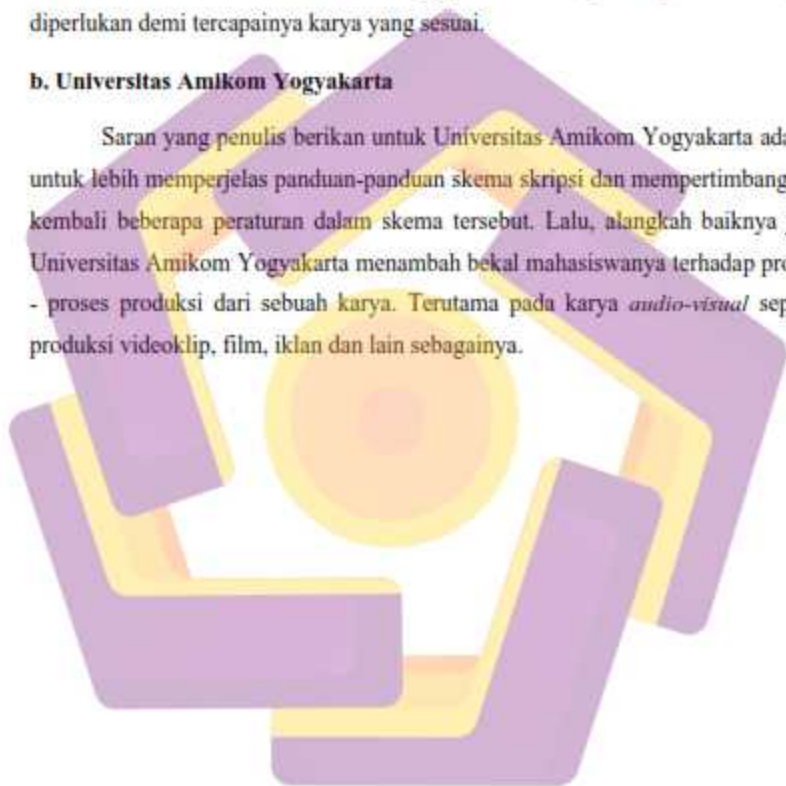 diperlukan demi tercapainya karya yang sesuai.
b. Universitas Amikom Yogyakarta
Saran yang penulis berikan untuk Universitas Amikom Yogyakarta ada
untuk lebih memperjelas panduan-panduan skema skripsi dan mempertimbang
kembali beberapa peraturan dalam skema tersebut. Lalu, alangkah baiknya
Universitas Amikom Yogyakarta menambah bekal mahasiswanya terhadap pro
- proses produksi dari sebuah karya. Terutama pada karya audio-visual sep
produksi videoklip, film, iklan dan lain sebagainya.